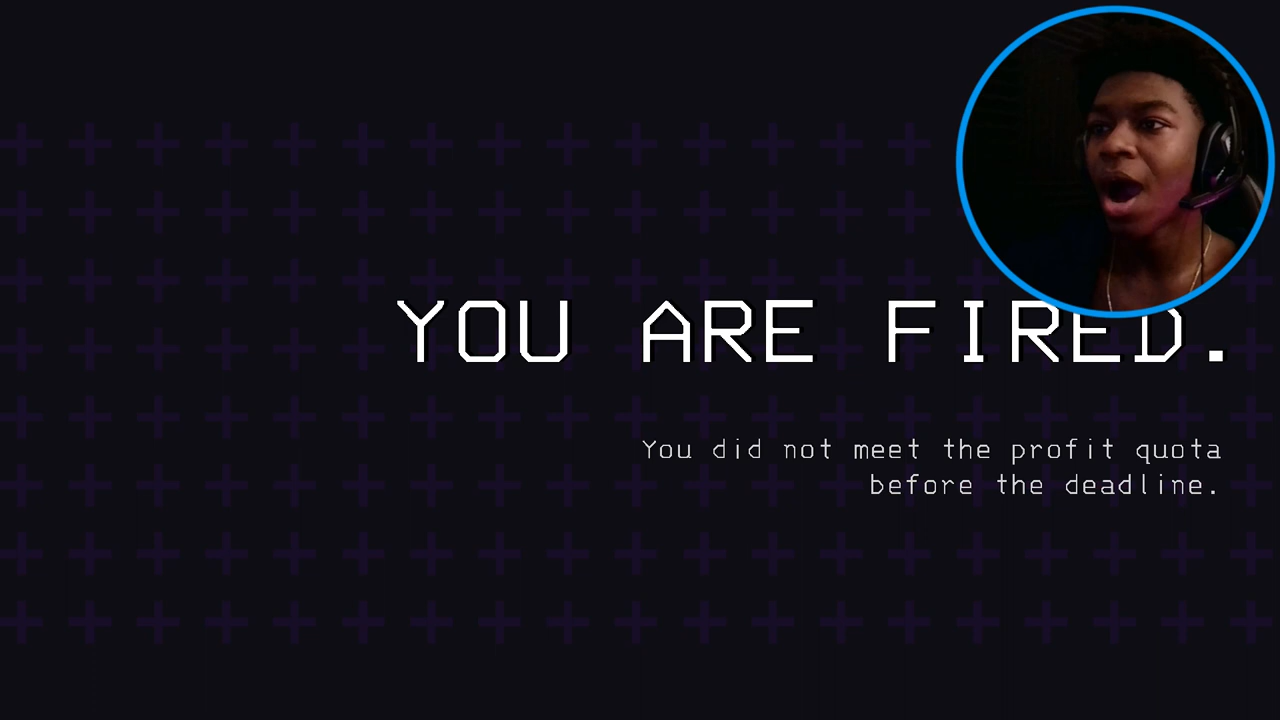 YOU ARE FIRED.
You did not meet the profit quota
before the deadline.